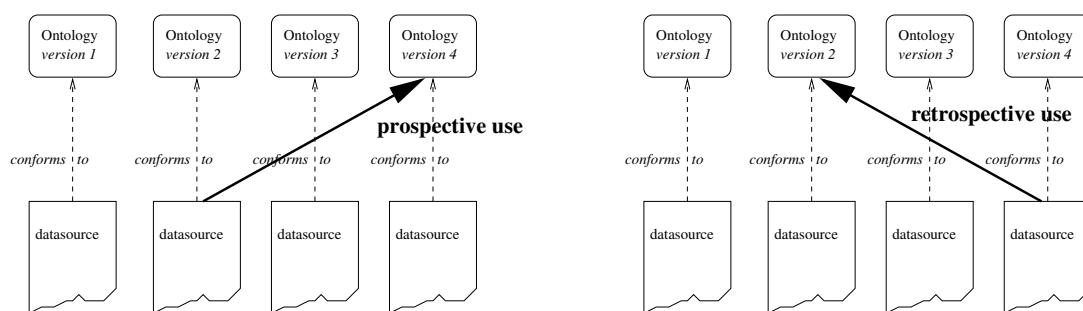 Ontology
version 1
Ontology
version 2
Ontology
version 3
Ontology
version 4
prospective use
conforms to
conforms to
conforms to
conforms to
datasource
datasource
datasource
datasource
Ontology
version 1
Ontology
version 2
Ontology
version 3
Ontology
version 4
retrospective use
conforms to
conforms to
conforms to
conforms to
datasource
datasource
datasource
datasource